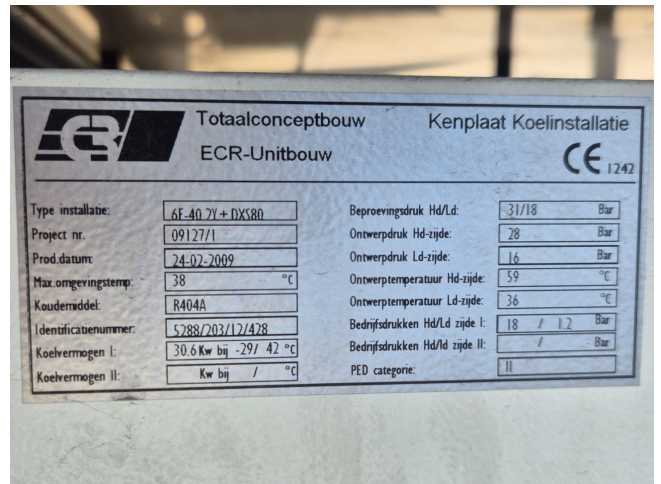 ECR
Totaalconceptbouw
ECR-Unitbouw
Kenplaat Koelinstallatie
CE 1242
Type installatie: 6F-40.2Y+DXS80
Project nr. 09127/1
Prod.datum: 24-02-2009
Max.omgevingstemp: 38 °C
Koudemiddel: R404A
Identificatienummer: 5288/203/12/428
Koelvermogen I: 30.6 Kw bij -29/ 42 °C
Koelvermogen II: Kw bij / °C
Beproevingsdruk Hd/Ld: 31/18 Bar
Ontwerpdruk Hd-zijde: 28 Bar
Ontwerpdruk Ld-zijde: 16 Bar
Ontwerptemperatuur Hd-zijde: 59 °C
Ontwerptemperatuur Ld-zijde: 36 °C
Bedrijfsdrukken Hd/Ld zijde I: 18 / 1.2 Bar
Bedrijfsdrukken Hd/ld zijde II: / Bar
PED categorie: II